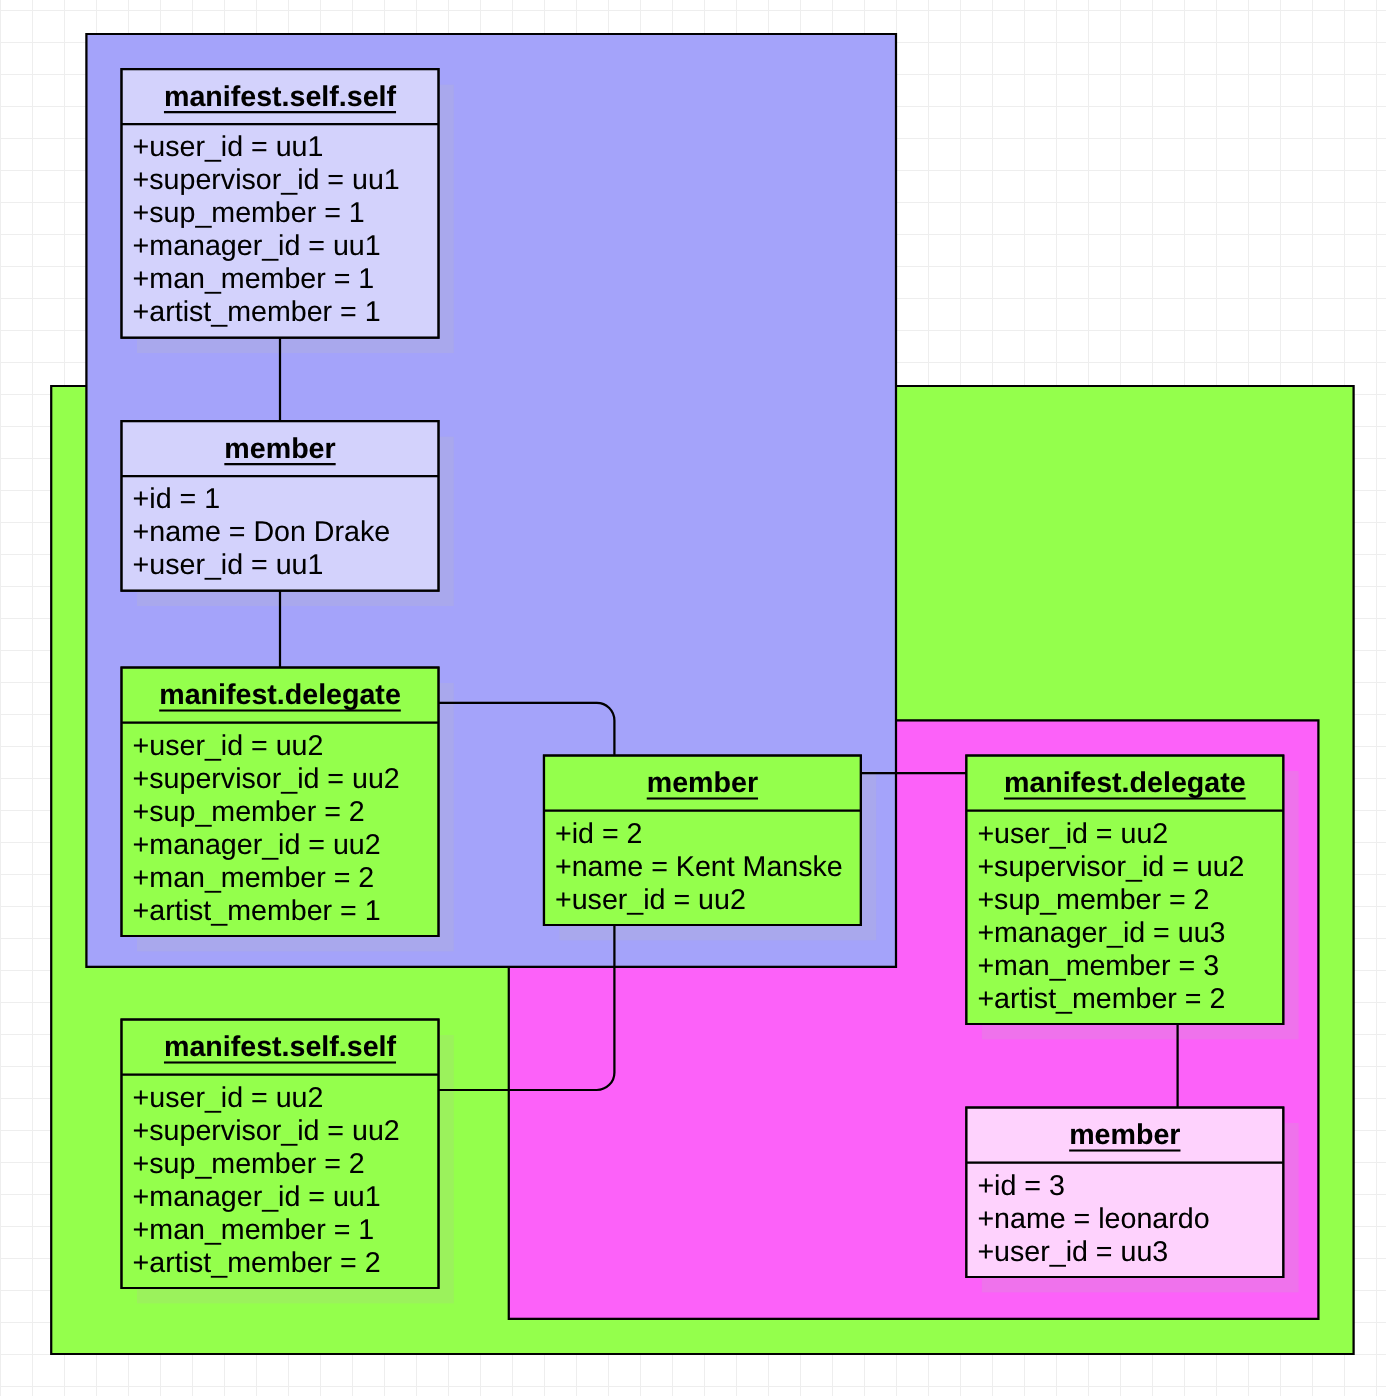 manifest.self.self
+user_id = uu1
+supervisor_id = uu1
+sup_member = 1
+manager_id = uu1
+man_member = 1
+artist_member = 1
member
+id = 1
+name = Don Drake
+user_id = uu1
manifest.delegate
+user_id = uu2
+supervisor_id = uu2
+sup_member = 2
+manager_id = uu2
+man_member = 2
+artist_member = 1
member
+id = 2
+name = Kent Manske
+user_id = uu2
manifest.delegate
+user_id = uu2
+supervisor_id = uu2
+sup_member = 2
+manager_id = uu3
+man_member = 3
+artist_member = 2
manifest.self.self
+user_id = uu2
+supervisor_id = uu2
+sup_member = 2
+manager_id = uu1
+man_member = 1
+artist_member = 2
member
+id = 3
+name = leonardo
+user_id = uu3